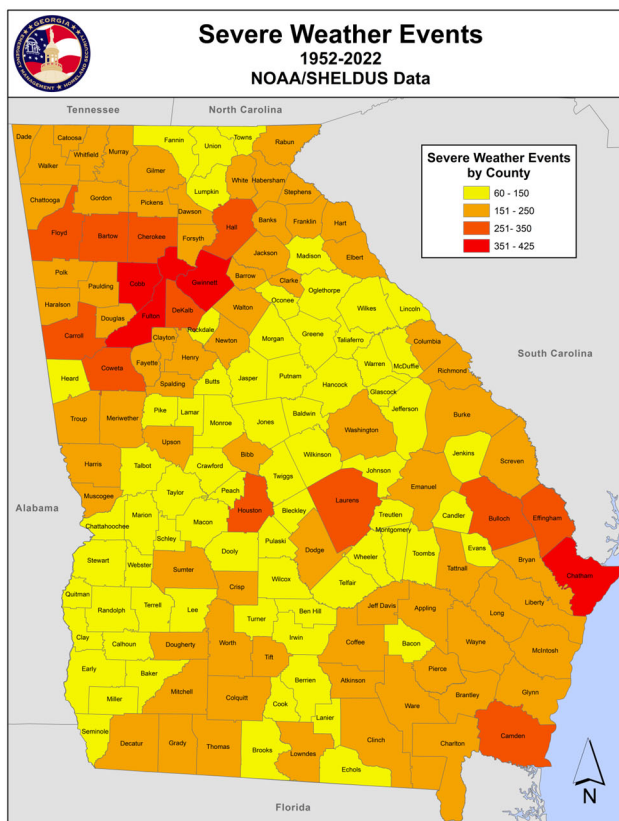 GEORGIA
EMERGENCY MANAGEMENT
HOMELAND SECURITY
Severe Weather Events
1952-2022
NOAA/SHELDUS Data
Tennessee
North Carolina
Severe Weather Events
by County
60 - 150
151 - 250
251 - 350
351 - 425
Dade
Catoosa
Whitfield
Murray
Fannin
Union
Towns
Rabun
Walker
Gilmer
White
Habersham
Lumpkin
Stephens
Chattooga
Gordon
Pickens
Dawson
Floyd
Bartow
Cherokee
Forsyth
Hall
Banks
Franklin
Hart
Jackson
Madison
Elbert
Polk
Paulding
Cobb
Gwinnett
Barrow
Clarke
Oconee
Oglethorpe
Haralson
Douglas
Fulton
DeKalb
Walton
Wilkes
Lincoln
Rockdale
Carroll
Clayton
Newton
Morgan
Greene
Taliaferro
Columbia
South Carolina
Coweta
Fayette
Henry
Warren
McDuffie
Heard
Spalding
Butts
Jasper
Putnam
Hancock
Richmond
Glascock
Troup
Meriwether
Pike
Lamar
Monroe
Jones
Baldwin
Jefferson
Burke
Upson
Washington
Harris
Talbot
Crawford
Bibb
Wilkinson
Jenkins
Screven
Muscogee
Taylor
Peach
Twiggs
Johnson
Emanuel
Alabama
Chattahoochee
Marion
Macon
Houston
Bleckley
Laurens
Treutlen
Candler
Bulloch
Effingham
Schley
Pulaski
Montgomery
Stewart
Webster
Dooly
Dodge
Wheeler
Toombs
Evans
Sumter
Wilcox
Telfair
Tattnall
Bryan
Chatham
Quitman
Crisp
Randolph
Terrell
Lee
Turner
Ben Hill
Jeff Davis
Appling
Long
Liberty
Clay
Calhoun
Dougherty
Worth
Irwin
Coffee
Bacon
Wayne
McIntosh
Tift
Early
Baker
Mitchell
Colquitt
Berrien
Atkinson
Pierce
Miller
Cook
Ware
Brantley
Glynn
Lanier
Seminole
Decatur
Grady
Thomas
Brooks
Lowndes
Clinch
Charlton
Camden
Echols
Florida
N